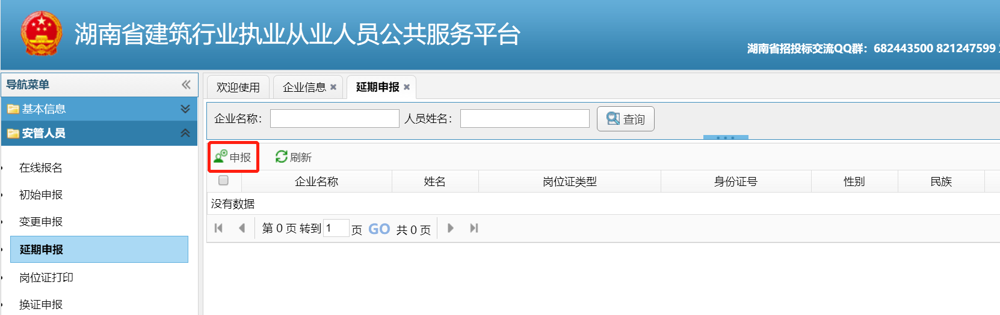 湖南省建筑行业执业从业人员公共服务平台
湖南省招投标交流QQ群：682443500 821247599
导航菜单
欢迎使用 企业信息 延期申报
基本信息
企业名称： 人员姓名： 查询
安管人员
申报 刷新
在线报名
企业名称 姓名 岗位证类型 身份证号 性别 民族
初始申报
没有数据
变更申报
第 0 页 转到 1 页 GO 共 0 页
延期申报
岗位证打印
换证申报